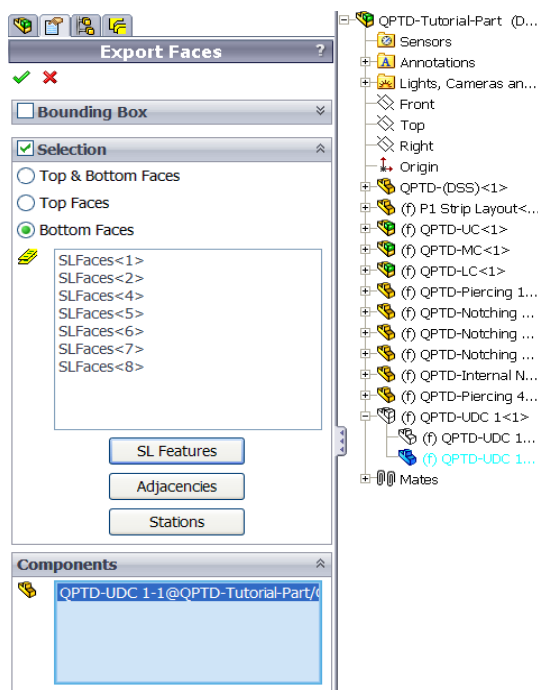 Export Faces ?
Bounding Box
Selection
Top & Bottom Faces
Top Faces
Bottom Faces
SLFaces<1>
SLFaces<2>
SLFaces<4>
SLFaces<5>
SLFaces<6>
SLFaces<7>
SLFaces<8>
SL Features
Adjacencies
Stations
Components
QPTD-UDC 1-1@QPTD-Tutorial-Part/
QPTD-Tutorial-Part (D...
Sensors
A Annotations
Lights, Cameras an...
Front
Top
Right
Origin
QPTD-(DSS)<1>
(f) P1 Strip Layout<...
(f) QPTD-UC<1>
(f) QPTD-MC<1>
(f) QPTD-LC<1>
(f) QPTD-Piercing 1...
(f) QPTD-Notching ...
(f) QPTD-Notching ...
(f) QPTD-Notching ...
(f) QPTD-Internal N...
(f) QPTD-Piercing 4...
(f) QPTD-UDC 1<1>
(f) QPTD-UDC 1...
(f) QPTD-UDC 1...
Mates